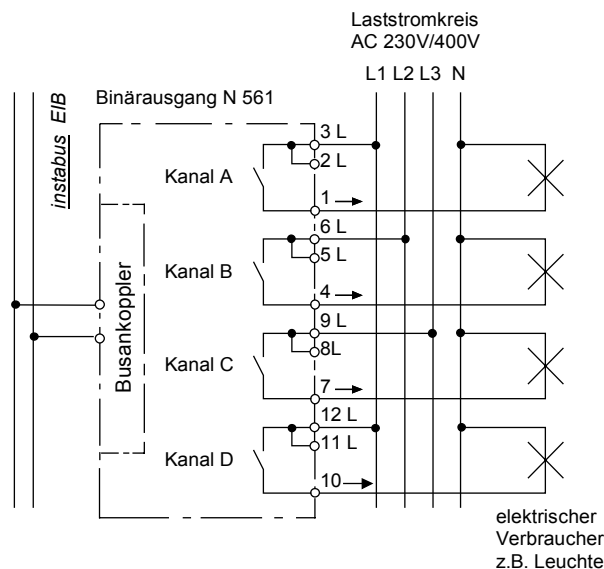 Laststromkreis
AC 230V/400V
L1 L2 L3 N
Binärausgang N 561
instabus EIB
Busankoppler
3 L
2 L
Kanal A
1
6 L
5 L
Kanal B
4
9 L
8L
Kanal C
7
12 L
11 L
Kanal D
10
elektrischer
Verbraucher
z.B. Leuchte